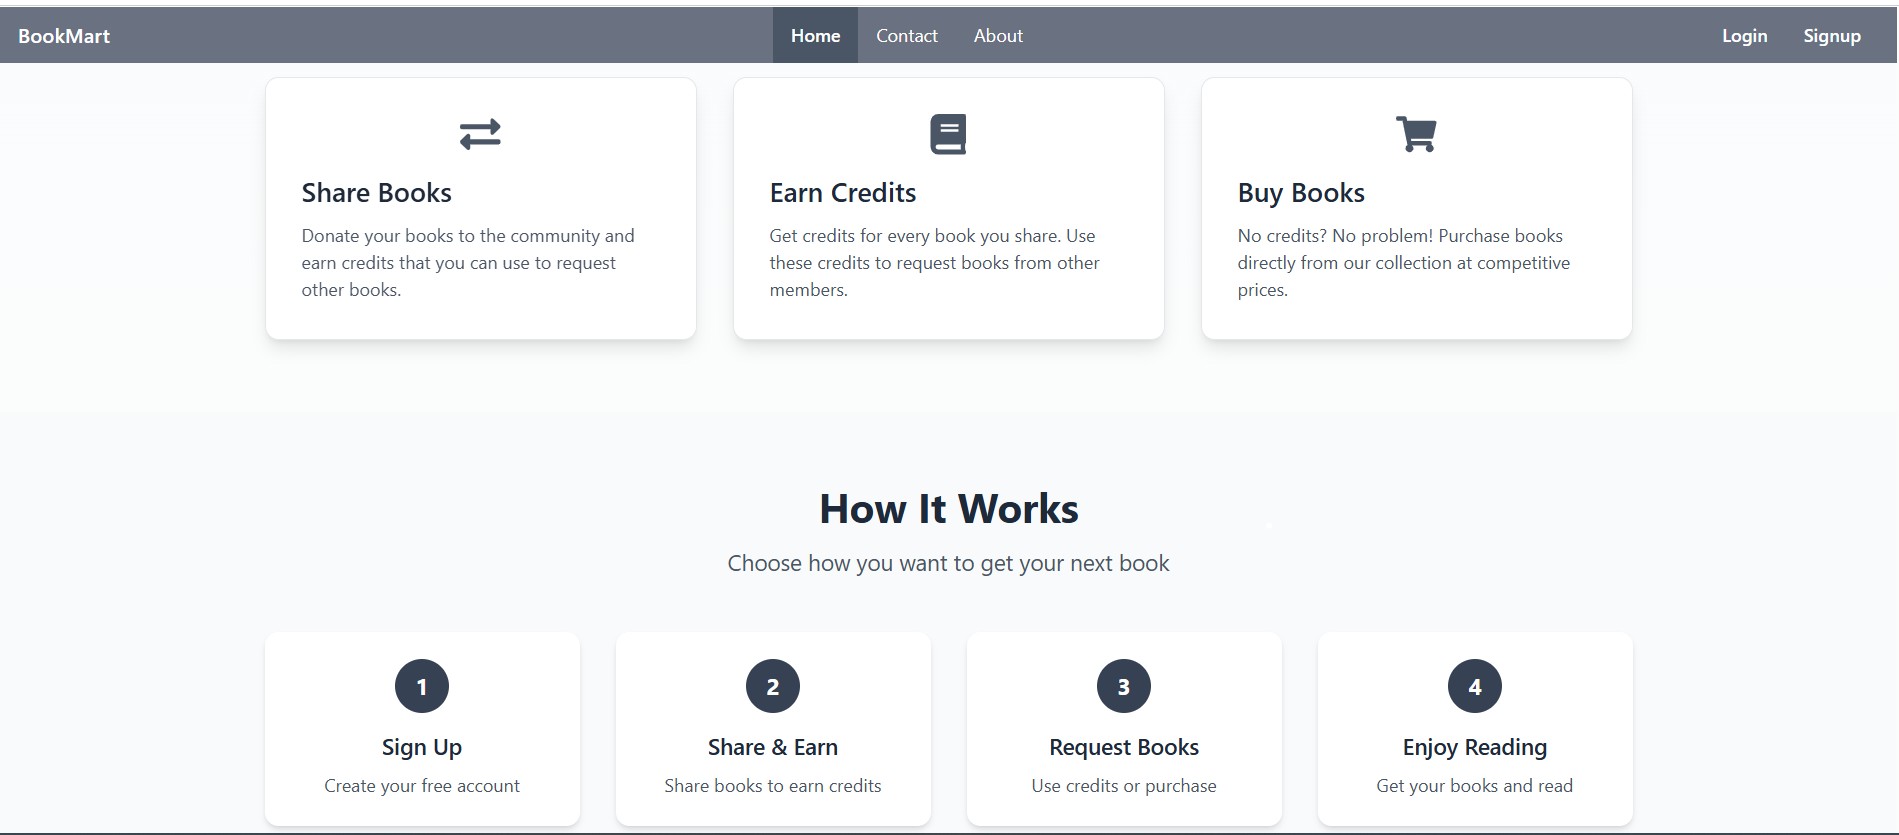 BookMart Home Contact About Login Signup
Share Books
Donate your books to the community and
earn credits that you can use to request
other books.
Earn Credits
Get credits for every book you share. Use
these credits to request books from other
members.
Buy Books
No credits? No problem! Purchase books
directly from our collection at competitive
prices.
How It Works
Choose how you want to get your next book
1
Sign Up
Create your free account
2
Share & Earn
Share books to earn credits
3
Request Books
Use credits or purchase
4
Enjoy Reading
Get your books and read